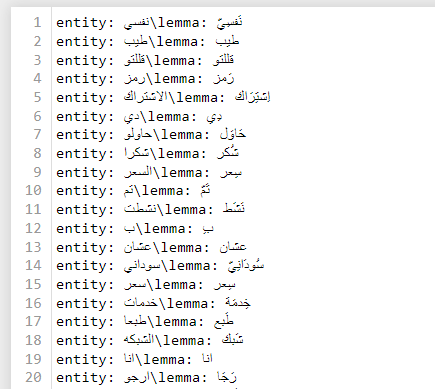 1 entity: نفسي\lemma: نَفسِيّ
2 entity: طيب\lemma: طيب
3 entity: قللتو\lemma: قللتو
4 entity: رمز\lemma: رَمز
5 entity: الاشتراك\lemma: اِشتِرَاك
6 entity: دي\lemma: دِي
7 entity: حاولو\lemma: حَاوَل
8 entity: شكرا\lemma: شُكر
9 entity: السعر\lemma: سِعر
10 entity: تم\lemma: تَمّ
11 entity: نشطت\lemma: نَشَط
12 entity: ب\lemma: بِ
13 entity: عشان\lemma: عشان
14 entity: سوداني\lemma: سُودَانِيّ
15 entity: سعر\lemma: سِعر
16 entity: خدمات\lemma: خِدمَة
17 entity: طبعا\lemma: طَبع
18 entity: الشبكه\lemma: شَبك
19 entity: انا\lemma: انا
20 entity: ارجو\lemma: رَجَا